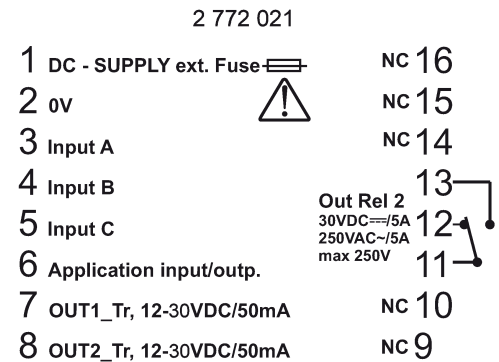 2 772 021
1 DC - SUPPLY ext. Fuse
2 0V
3 Input A
4 Input B
5 Input C
6 Application input/outp.
7 OUT1_Tr, 12-30VDC/50mA
8 OUT2_Tr, 12-30VDC/50mA
NC 16
NC 15
NC 14
13
Out Rel 2
30VDC⎓/5A 12
250VAC~/5A
max 250V 11
NC 10
NC 9